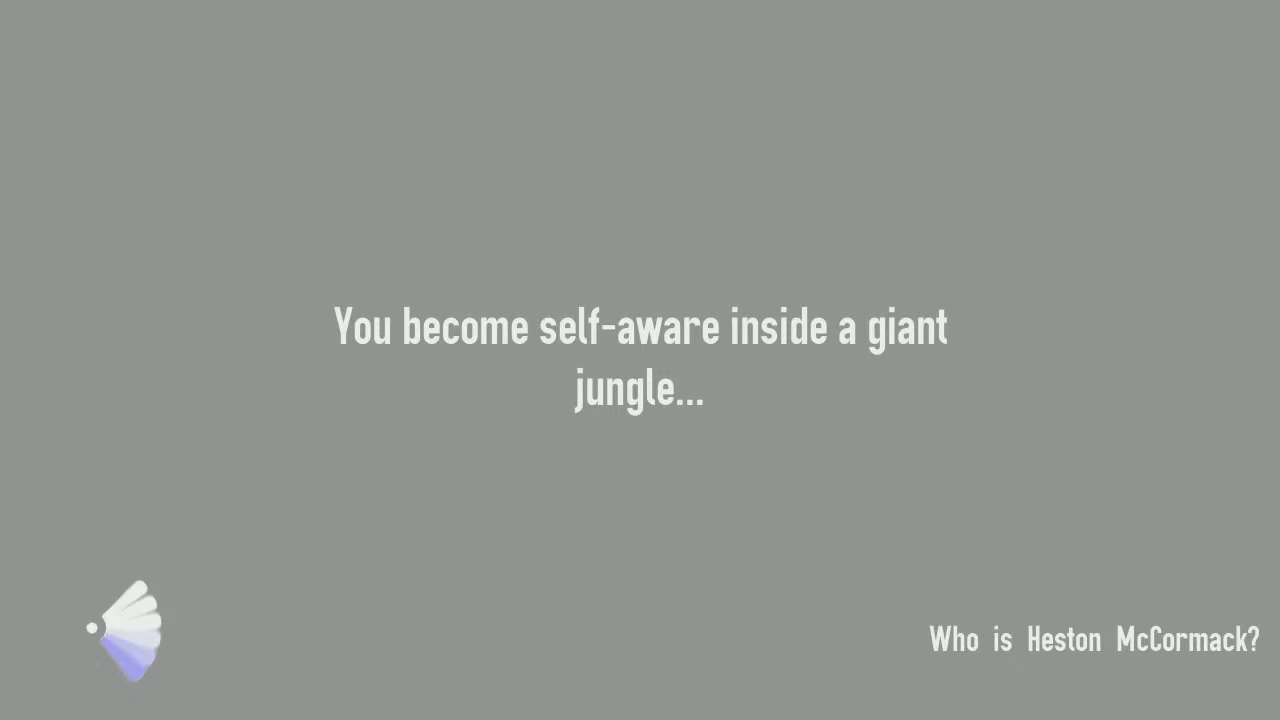 You become self-aware inside a giant
jungle...
Who is Heston McCormack?